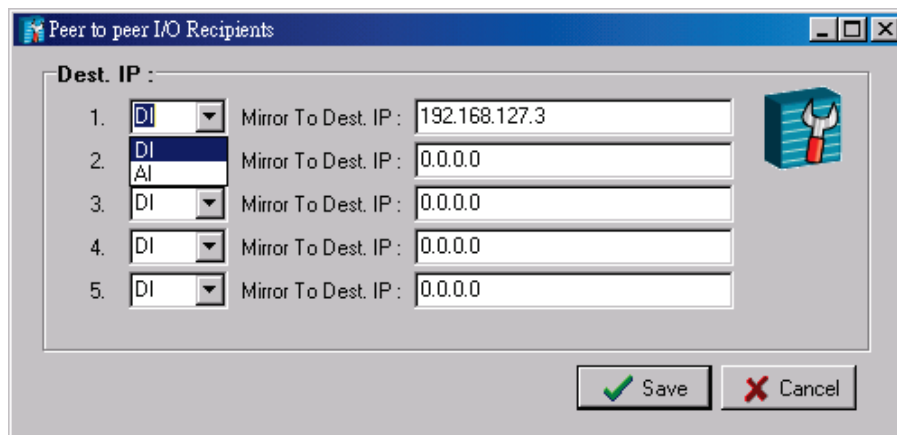 Peer to peer I/O Recipients
Dest. IP :
1. DI Mirror To Dest. IP : 192.168.127.3
DI
2. Mirror To Dest. IP : 0.0.0.0
AI
3. DI Mirror To Dest. IP : 0.0.0.0
4. DI Mirror To Dest. IP : 0.0.0.0
5. DI Mirror To Dest. IP : 0.0.0.0
Save Cancel